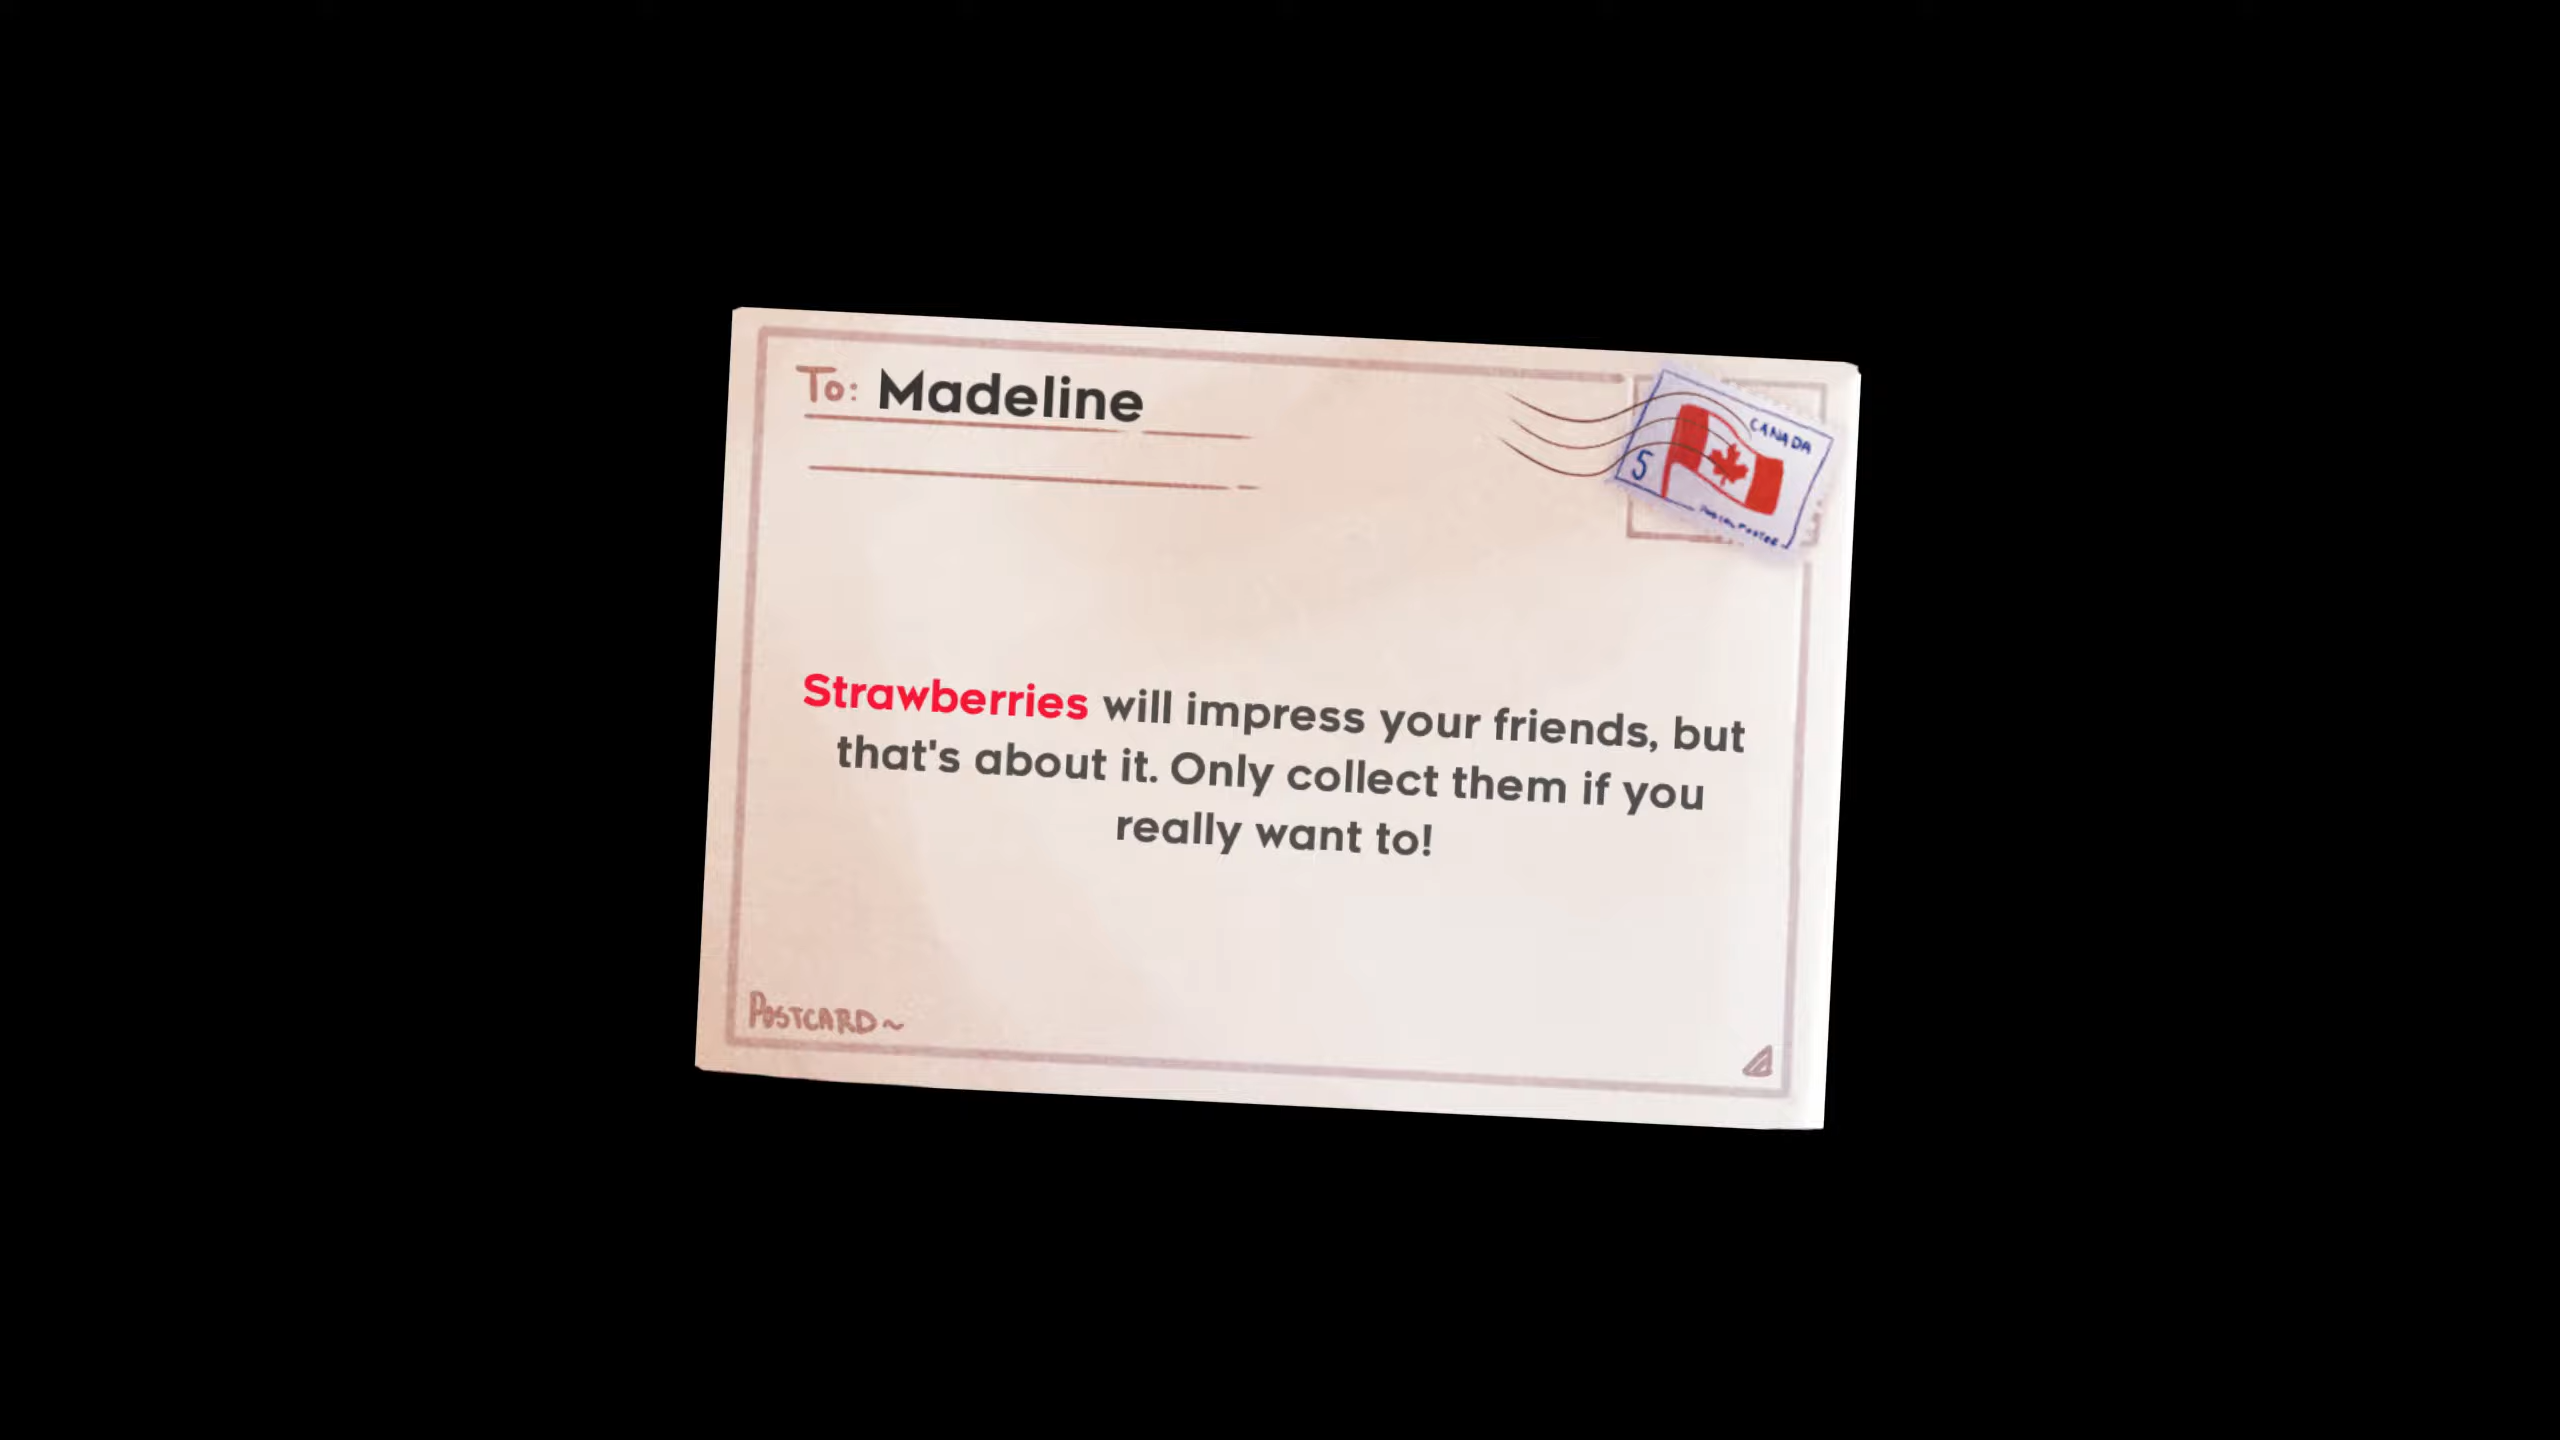 To: Madeline
CANADA
5
Strawberries will impress your friends, but
that's about it. Only collect them if you
really want to!
POSTCARD~